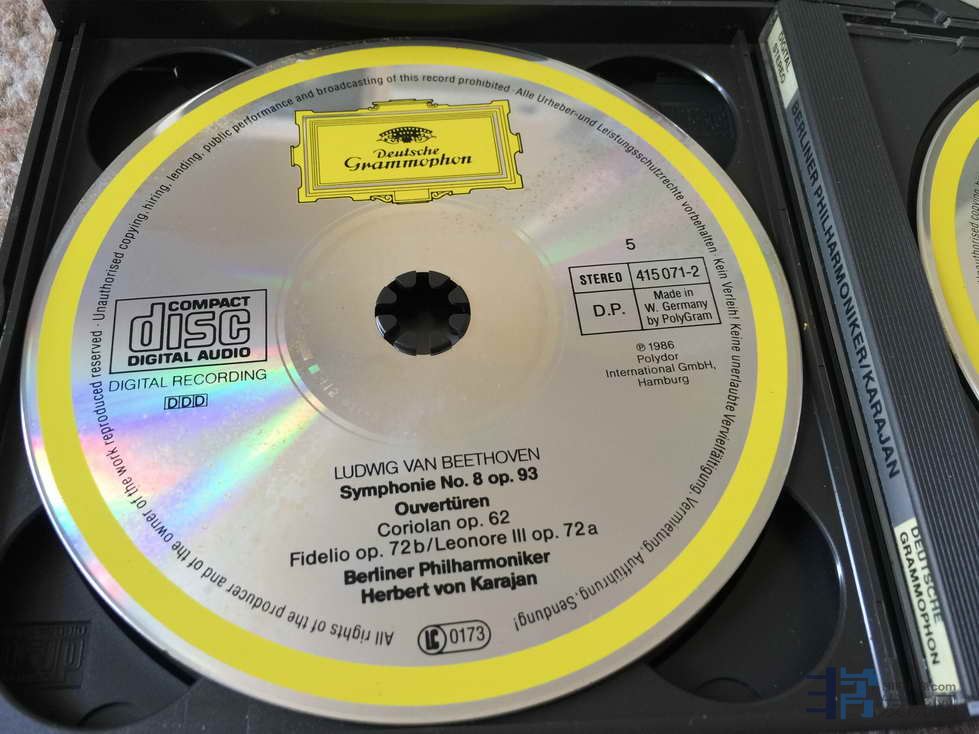 All rights of the producer and of the owner of the work reproduced reserved · Unauthorised copying, hiring, lending, public performance and broadcasting of this record prohibited · Alle Urheber- und Leistungsschutzrechte vorbehalten · Kein Verleih! Keine unerlaubte Vervielfältigung, Vermietung, Aufführung, Sendung!
Deutsche
Grammophon
5
STEREO
415 071-2
D.P.
Made in
W. Germany
by PolyGram
℗ 1986
Polydor
International GmbH,
Hamburg
COMPACT
disc
DIGITAL AUDIO
DIGITAL RECORDING
DDD
LUDWIG VAN BEETHOVEN
Symphonie No. 8 op. 93
Ouvertüren
Coriolan op. 62
Fidelio op. 72b/Leonore III op. 72a
Berliner Philharmoniker
Herbert von Karajan
LC 0173
DIGITAL
STEREO
BERLINER PHILHARMONIKER/KARAJAN
DEUTSCHE
GRAMMOPHON